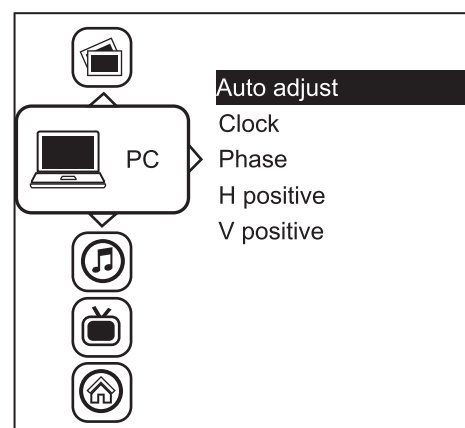 PC
Auto adjust
Clock
Phase
H positive
V positive